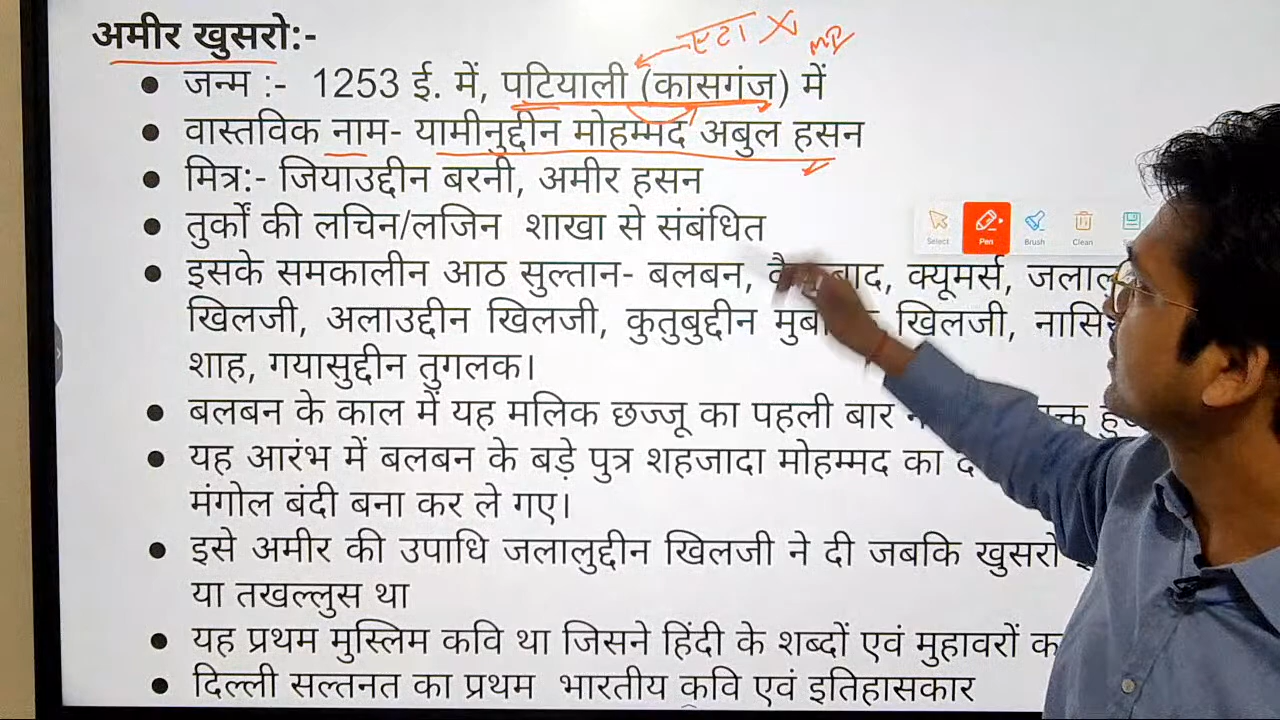 अमीर खुसरो:-
एटा X
● जन्म :- 1253 ई. में, पटियाली (कासगंज) में
● वास्तविक नाम- यामीनुद्दीन मोहम्मद अबुल हसन
● मित्र:- जियाउद्दीन बरनी, अमीर हसन
● तुर्कों की लचिन/लजिन शाखा से संबंधित
Select Pen Brush Clean
● इसके समकालीन आठ सुल्तान- बलबन, क्यूमर्स,
खिलजी, अलाउद्दीन खिलजी, कुतुबुद्दीन खिलजी,
शाह, गयासुद्दीन तुगलक।
● बलबन के काल में यह मलिक छज्जू का पहली बार
● यह आरंभ में बलबन के बड़े पुत्र शहजादा मोहम्मद का
मंगोल बंदी बना कर ले गए।
● इसे अमीर की उपाधि जलालुद्दीन खिलजी ने दी जबकि खुसरो
या तखल्लुस था
● यह प्रथम मुस्लिम कवि था जिसने हिंदी के शब्दों एवं मुहावरों
● दिल्ली सल्तनत का प्रथम भारतीय कवि एवं इतिहासकार